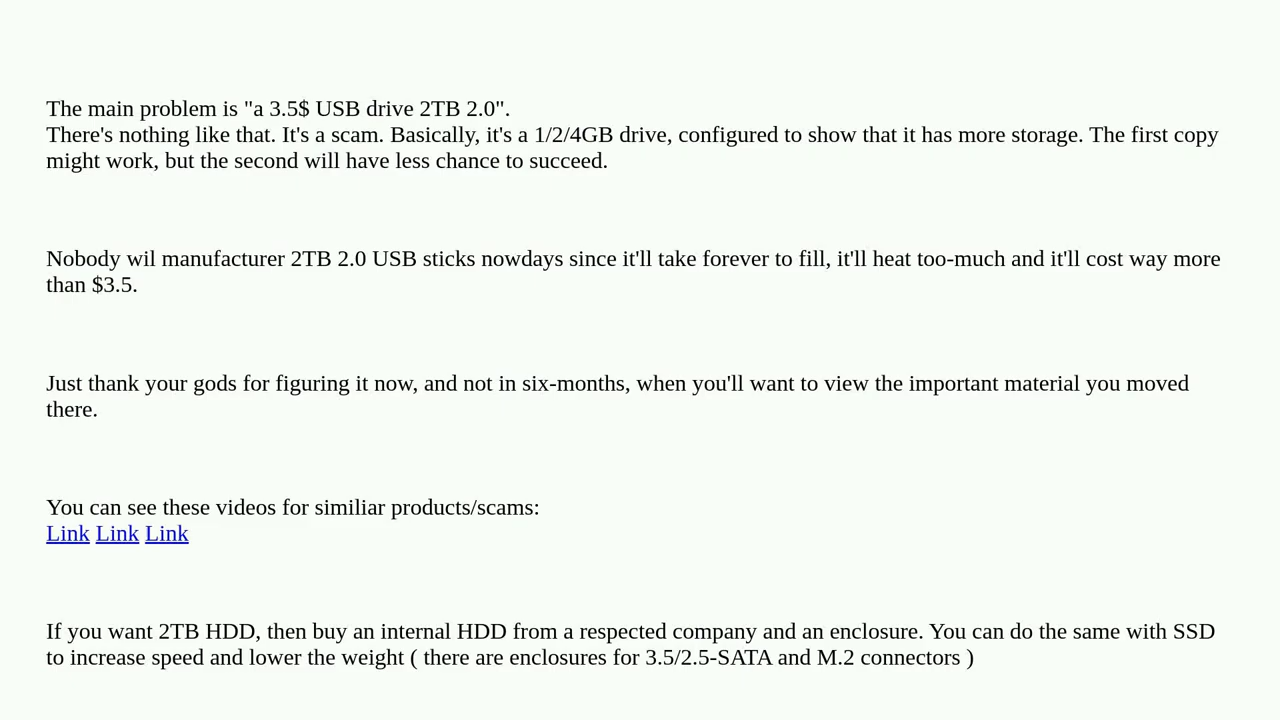 The main problem is "a 3.5$ USB drive 2TB 2.0".
There's nothing like that. It's a scam. Basically, it's a 1/2/4GB drive, configured to show that it has more storage. The first copy
might work, but the second will have less chance to succeed.
Nobody wil manufacturer 2TB 2.0 USB sticks nowdays since it'll take forever to fill, it'll heat too-much and it'll cost way more
than $3.5.
Just thank your gods for figuring it now, and not in six-months, when you'll want to view the important material you moved
there.
You can see these videos for similiar products/scams:
Link Link Link
If you want 2TB HDD, then buy an internal HDD from a respected company and an enclosure. You can do the same with SSD
to increase speed and lower the weight ( there are enclosures for 3.5/2.5-SATA and M.2 connectors )